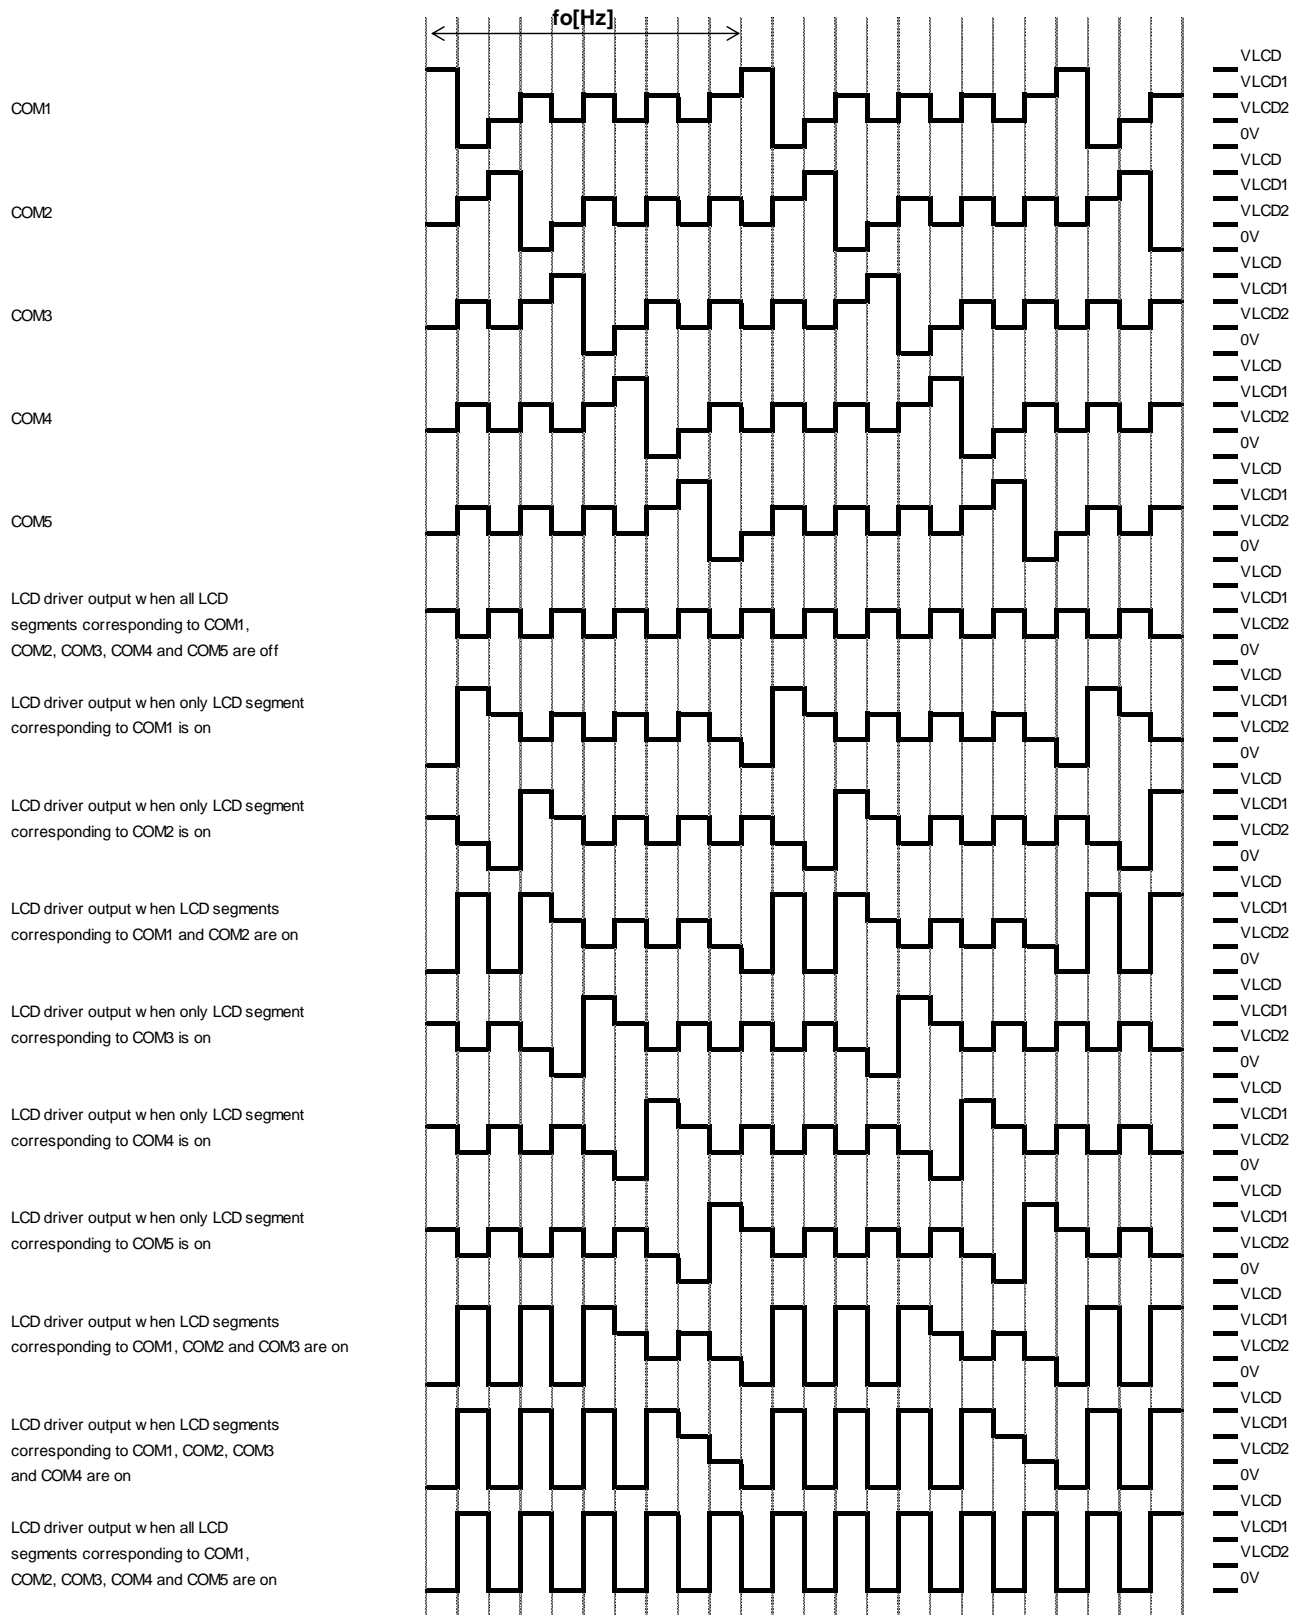 fo[Hz]
VLCD
VLCD1
COM1
VLCD2
0V
VLCD
VLCD1
COM2
VLCD2
0V
VLCD
VLCD1
COM3
VLCD2
0V
VLCD
VLCD1
COM4
VLCD2
0V
VLCD
VLCD1
COM5
VLCD2
0V
VLCD
LCD driver output when all LCD
VLCD1
segments corresponding to COM1,
VLCD2
COM2, COM3, COM4 and COM5 are off
0V
VLCD
LCD driver output when only LCD segment
VLCD1
corresponding to COM1 is on
VLCD2
0V
VLCD
LCD driver output when only LCD segment
VLCD1
corresponding to COM2 is on
VLCD2
0V
VLCD
LCD driver output when LCD segments
VLCD1
corresponding to COM1 and COM2 are on
VLCD2
0V
VLCD
LCD driver output when only LCD segment
VLCD1
corresponding to COM3 is on
VLCD2
0V
VLCD
LCD driver output when only LCD segment
VLCD1
corresponding to COM4 is on
VLCD2
0V
VLCD
LCD driver output when only LCD segment
VLCD1
corresponding to COM5 is on
VLCD2
0V
VLCD
LCD driver output when LCD segments
VLCD1
corresponding to COM1, COM2 and COM3 are on
VLCD2
0V
VLCD
LCD driver output when LCD segments
VLCD1
corresponding to COM1, COM2, COM3
VLCD2
and COM4 are on
0V
VLCD
LCD driver output when all LCD
VLCD1
segments corresponding to COM1,
VLCD2
COM2, COM3, COM4 and COM5 are on
0V